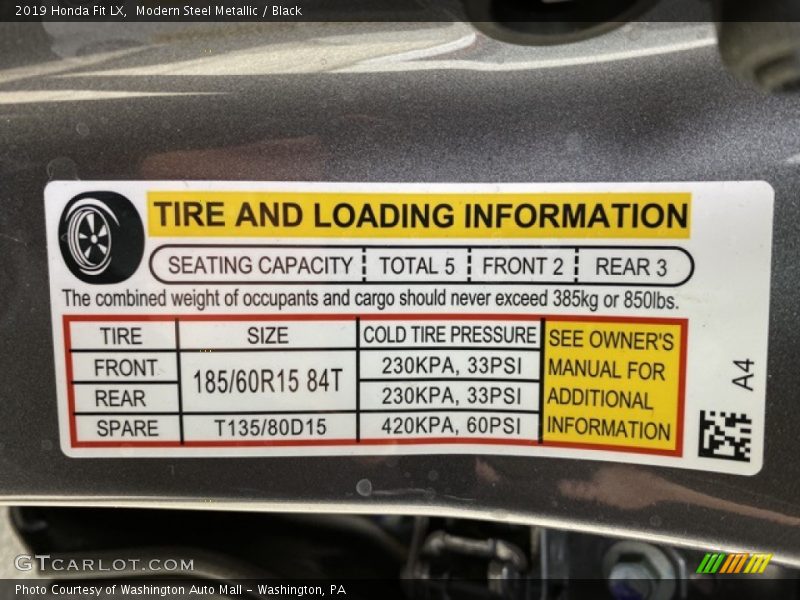 2019 Honda Fit LX, Modern Steel Metallic / Black
TIRE AND LOADING INFORMATION
SEATING CAPACITY TOTAL 5 FRONT 2 REAR 3
The combined weight of occupants and cargo should never exceed 385kg or 850lbs.
TIRE SIZE COLD TIRE PRESSURE
FRONT 185/60R15 84T 230KPA, 33PSI
REAR 230KPA, 33PSI
SPARE T135/80D15 420KPA, 60PSI
SEE OWNER'S
MANUAL FOR
ADDITIONAL
INFORMATION
A4
GTCARLOT.COM
Photo Courtesy of Washington Auto Mall - Washington, PA